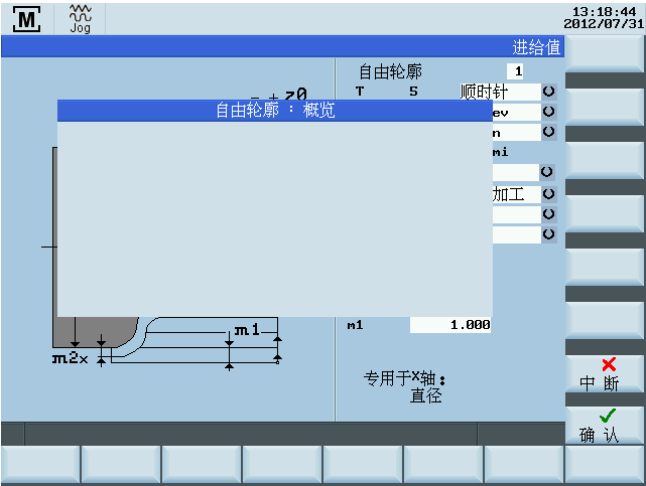 M
Jog
13:18:44
2012/07/31
进给值
自由轮廓 1
z0
T 5 顺时针
自由轮廓 : 概览
ev
n
mi
加工
m1
m1 1.000
m2x
专用于X轴:
直径
中断
确认